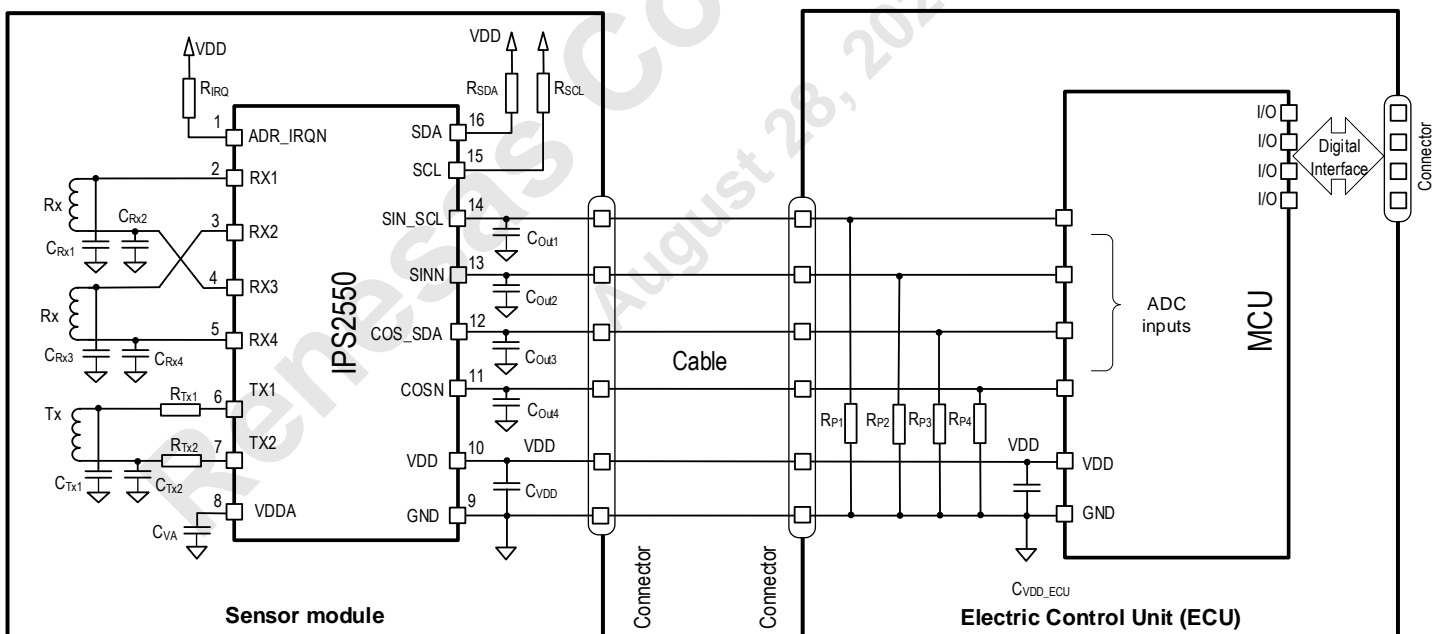 Renesas Co
August 28, 202
VDD
R_IRQ
1
ADR_IRQN
2
RX1
Rx
C_Rx1
C_Rx2
3
RX2
4
RX3
Rx
5
RX4
C_Rx3
C_Rx4
TX1
6
R_Tx1
Tx
TX2
7
R_Tx2
C_Tx1
C_Tx2
8
VDDA
C_VA
IPS2550
VDD
R_SDA
R_SCL
SDA
16
SCL
15
SIN_SCL
14
C_Out1
SINN
13
C_Out2
COS_SDA
12
C_Out3
COSN
11
C_Out4
VDD
10
VDD
C_VDD
GND
9
Sensor module
Connector
Cable
Connector
R_P1
R_P2
R_P3
R_P4
VDD
C_VDD_ECU
ADC
inputs
MCU
VDD
GND
I/O
I/O
I/O
I/O
Digital
Interface
Connector
Electric Control Unit (ECU)